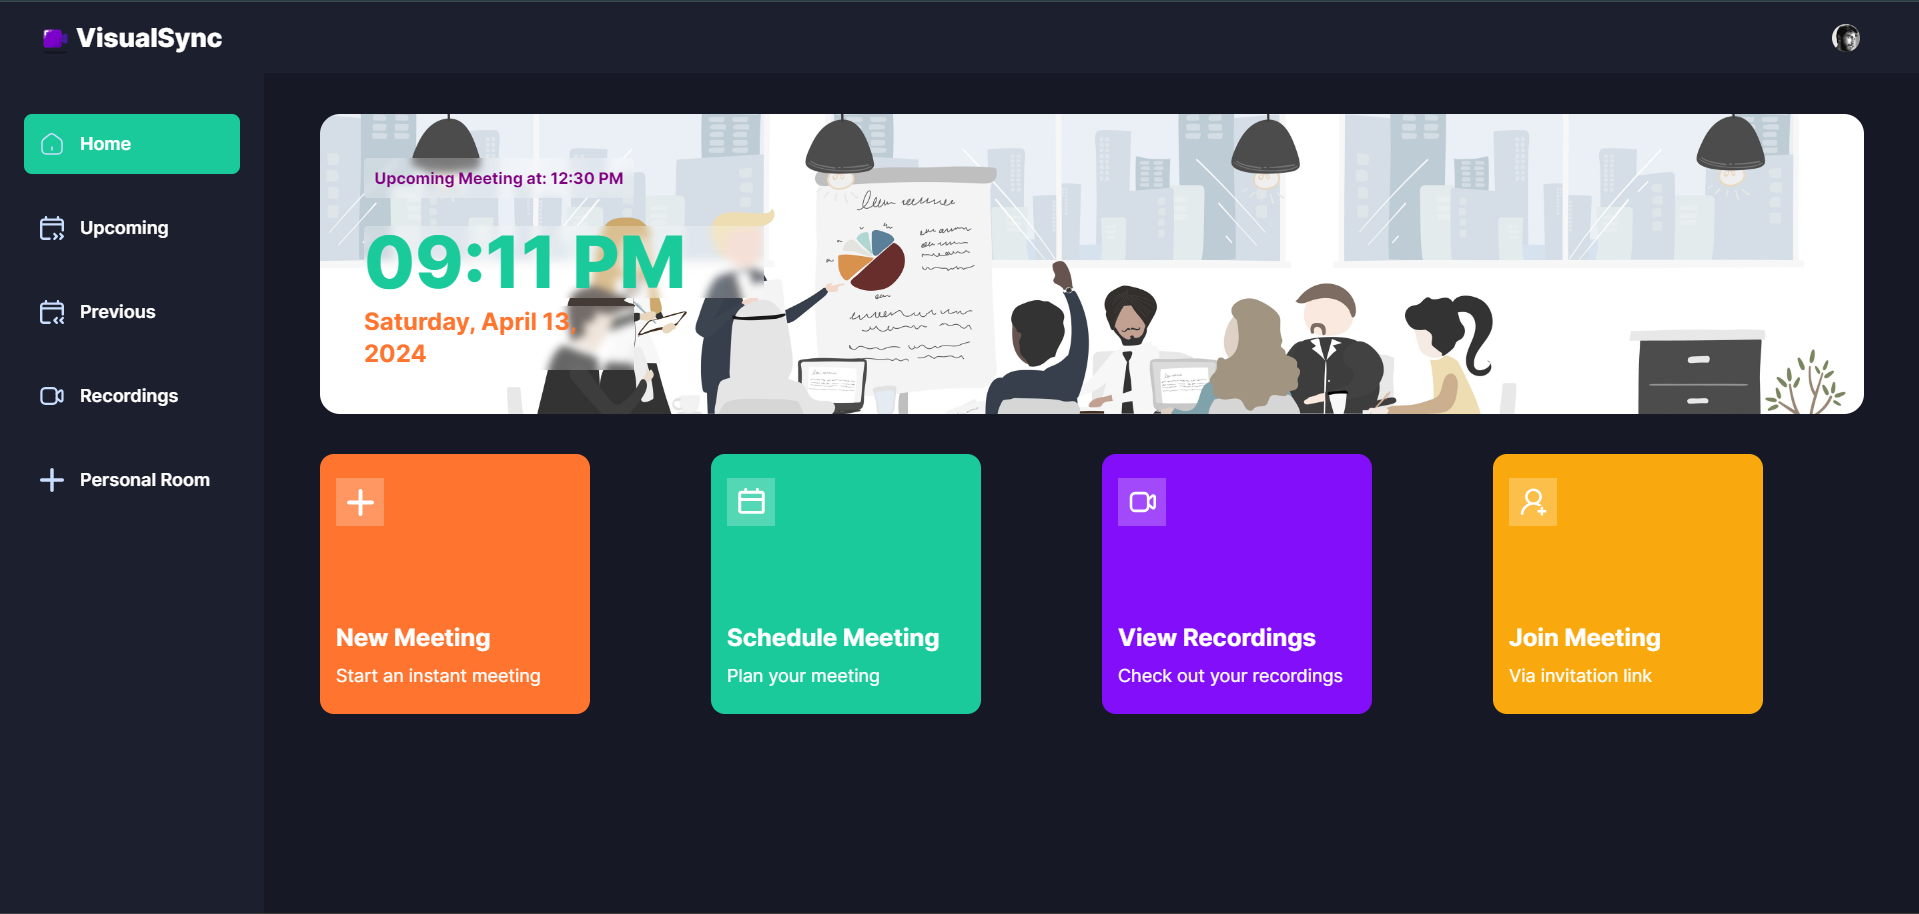 VisualSync
Home
Upcoming
Previous
Recordings
Personal Room
Upcoming Meeting at: 12:30 PM
09:11 PM
Saturday, April 13,
2024
New Meeting
Start an instant meeting
Schedule Meeting
Plan your meeting
View Recordings
Check out your recordings
Join Meeting
Via invitation link